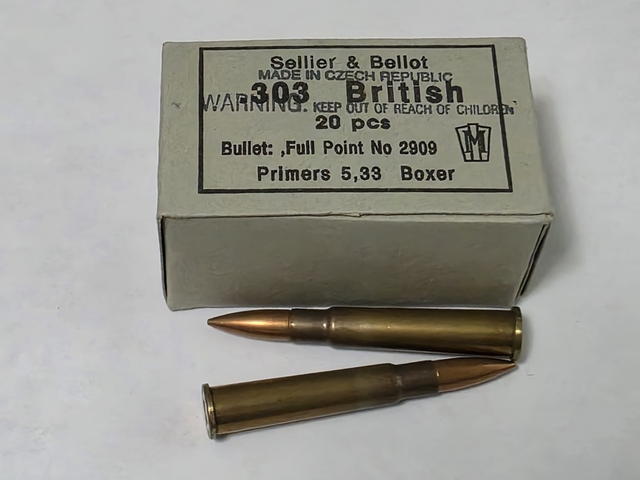 Sellier & Bellot
MADE IN CZECH REPUBLIC
.303 British
WARNING. KEEP OUT OF REACH OF CHILDREN
20 pcs
Bullet: ,Full Point No 2909
M
Primers 5,33 Boxer